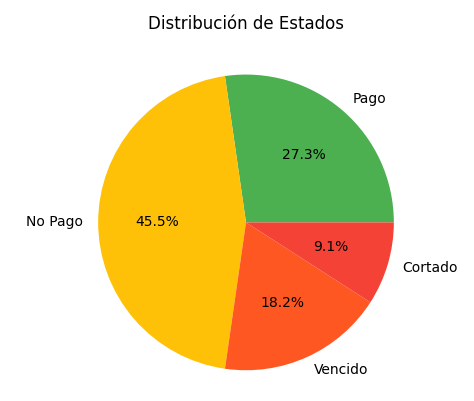 Distribución de Estados
Pago
27.3%
No Pago
45.5%
9.1%
Cortado
18.2%
Vencido